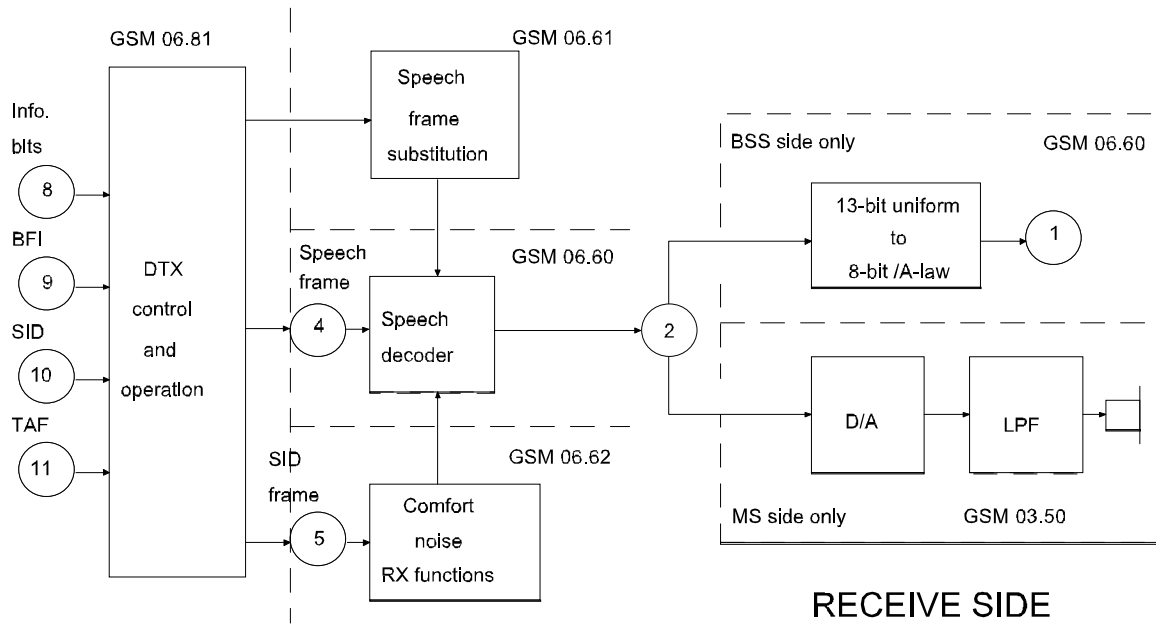 GSM 06.81
GSM 06.61
Speech
frame
substitution
Info.
bits
8
BFI
9
SID
10
TAF
11
DTX
control
and
operation
Speech
frame
4
GSM 06.60
Speech
decoder
2
SID
frame
5
GSM 06.62
Comfort
noise
RX functions
BSS side only
GSM 06.60
13-bit uniform
to
8-bit /A-law
1
D/A
LPF
MS side only
GSM 03.50
RECEIVE SIDE